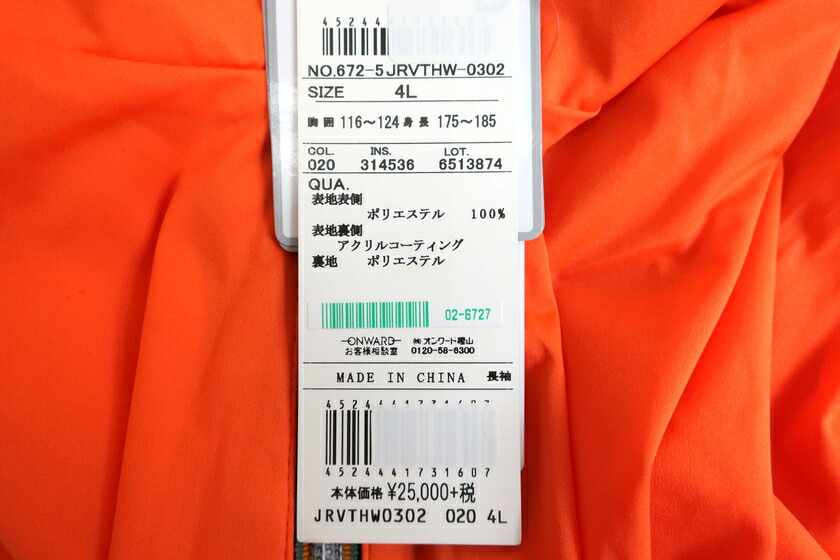 45244
NO.672-5JRVTHW-0302
SIZE 4L
胸囲 116～124 身長 175～185
COL. INS. LOT.
020 314536 6513874
QUA.
表地表側
ポリエステル 100%
表地裏側
アクリルコーティング
裏地 ポリエステル
02-6727
ONWARD ㈱オンワード樫山
お客様相談室 0120-58-6300
MADE IN CHINA 長袖
4524441731607
本体価格 ¥25,000+税
JRVTHW0302 020 4L